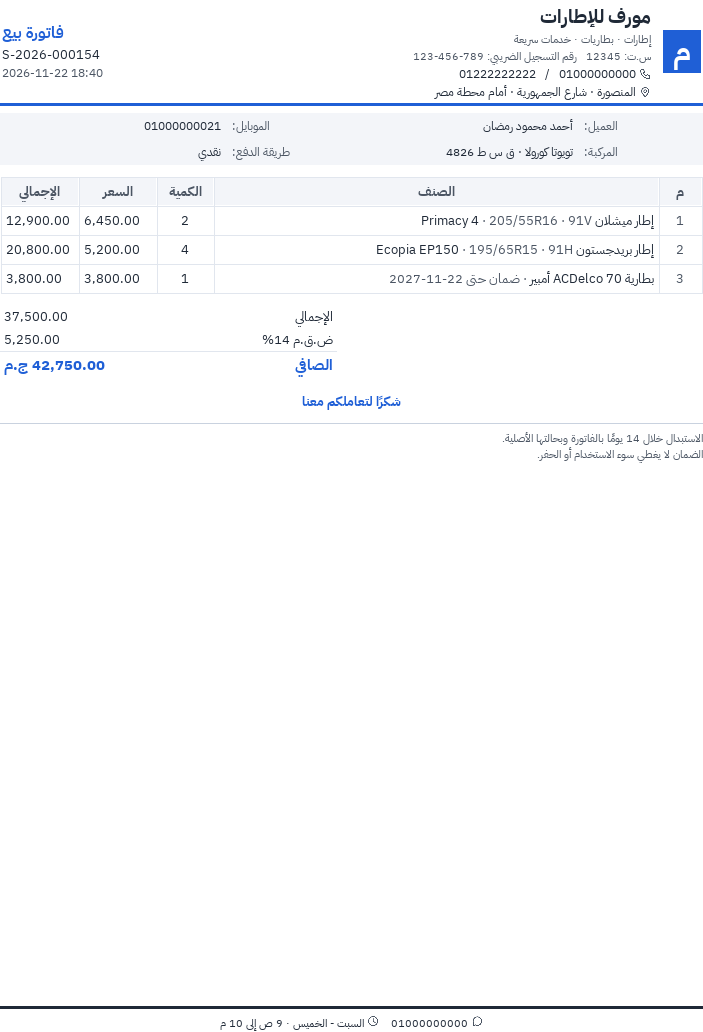 م
مورف للإطارات
إطارات · بطاريات · خدمات سريعة
س.ت: 12345 رقم التسجيل الضريبي: 789-456-123
01000000000 / 01222222222
المنصورة · شارع الجمهورية · أمام محطة مصر
فاتورة بيع
S-2026-000154
2026-11-22 18:40
العميل: أحمد محمود رمضان الموبايل: 01000000021
المركبة: تويوتا كورولا · ق س ط 4826 طريقة الدفع: نقدي
م الصنف الكمية السعر الإجمالي
1 إطار ميشلان Primacy 4 · 205/55R16 · 91V 2 6,450.00 12,900.00
2 إطار بريدجستون Ecopia EP150 · 195/65R15 · 91H 4 5,200.00 20,800.00
3 بطارية ACDelco 70 أمبير · ضمان حتى 22-11-2027 1 3,800.00 3,800.00
الإجمالي 37,500.00
ض.ق.م 14% 5,250.00
الصافي 42,750.00 ج.م
شكرًا لتعاملكم معنا
الاستبدال خلال 14 يومًا بالفاتورة وبحالتها الأصلية.
الضمان لا يغطي سوء الاستخدام أو الحفر.
01000000000 السبت - الخميس · 9 ص إلى 10 م